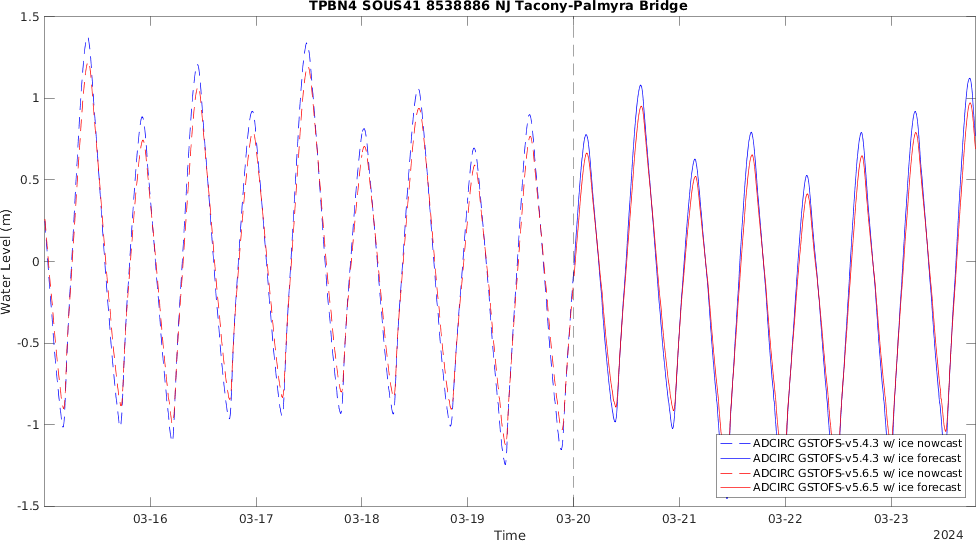 TPBN4 SOUS41 8538886 NJ Tacony-Palmyra Bridge
1.5
1
0.5
0
-0.5
-1
-1.5
Water Level (m)
03-16 03-17 03-18 03-19 03-20 03-21 03-22 03-23
Time
2024
ADCIRC GSTOFS-v5.4.3 w/ ice nowcast
ADCIRC GSTOFS-v5.4.3 w/ ice forecast
ADCIRC GSTOFS-v5.6.5 w/ ice nowcast
ADCIRC GSTOFS-v5.6.5 w/ ice forecast